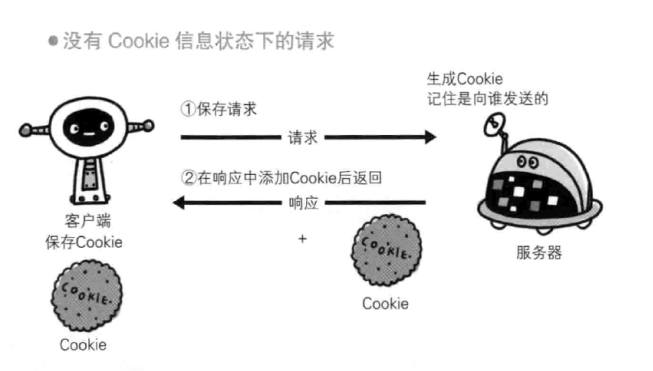 ●没有 Cookie 信息状态下的请求
生成Cookie
记住是向谁发送的
①保存请求
请求
②在响应中添加Cookie后返回
响应
+
COOKIE
Cookie
客户端
保存Cookie
COOKIE
Cookie
服务器